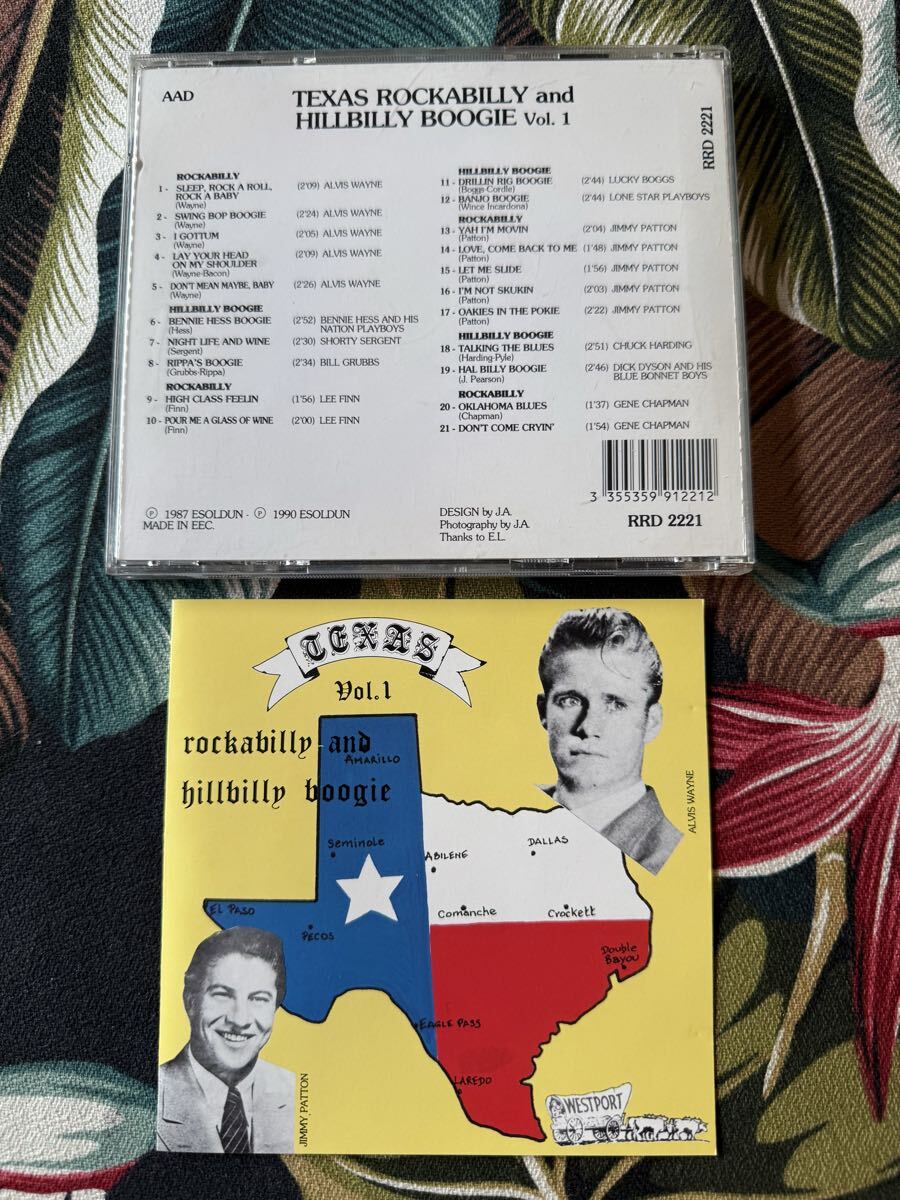 AAD
TEXAS ROCKABILLY and
HILLBILLY BOOGIE Vol. 1
RRD 2221
ROCKABILLY
1 - SLEEP, ROCK A ROLL, (2'09) ALVIS WAYNE
ROCK A BABY
(Wayne)
2 - SWING BOP BOOGIE (2'24) ALVIS WAYNE
(Wayne)
3 - I GOTTUM (2'05) ALVIS WAYNE
(Wayne)
4 - LAY YOUR HEAD (2'09) ALVIS WAYNE
ON MY SHOULDER
(Wayne-Bacon)
5 - DON'T MEAN MAYBE, BABY (2'26) ALVIS WAYNE
(Wayne)
HILLBILLY BOOGIE
6 - BENNIE HESS BOOGIE (2'52) BENNIE HESS AND HIS
(Hess) NATION PLAYBOYS
7 - NIGHT LIFE AND WINE (2'30) SHORTY SERGENT
(Sergent)
8 - RIPPA'S BOOGIE (2'34) BILL GRUBBS
(Grubbs-Rippa)
ROCKABILLY
9 - HIGH CLASS FEELIN (1'56) LEE FINN
(Finn)
10 - POUR ME A GLASS OF WINE (2'00) LEE FINN
(Finn)
HILLBILLY BOOGIE
11 - DRILLIN RIG BOOGIE (2'44) LUCKY BOGGS
(Boggs-Cordle)
12 - BANJO BOOGIE (2'44) LONE STAR PLAYBOYS
(Wince Incardona)
ROCKABILLY
13 - YAH I'M MOVIN (2'04) JIMMY PATTON
(Patton)
14 - LOVE, COME BACK TO ME (1'48) JIMMY PATTON
(Patton)
15 - LET ME SLIDE (1'56) JIMMY PATTON
(Patton)
16 - I'M NOT SKUKIN (2'03) JIMMY PATTON
(Patton)
17 - OAKIES IN THE POKIE (2'22) JIMMY PATTON
(Patton)
HILLBILLY BOOGIE
18 - TALKING THE BLUES (2'51) CHUCK HARDING
(Harding-Pyle)
19 - HAL BILLY BOOGIE (2'46) DICK DYSON AND HIS
(J. Pearson) BLUE BONNET BOYS
ROCKABILLY
20 - OKLAHOMA BLUES (1'37) GENE CHAPMAN
(Chapman)
21 - DON'T COME CRYIN' (1'54) GENE CHAPMAN
℗ 1987 ESOLDUN - ℗ 1990 ESOLDUN
MADE IN EEC.
DESIGN by J.A.
Photography by J.A.
Thanks to E.L.
3 355359 912212
RRD 2221
TEXAS
Vol.1
rockabilly and
hillbilly boogie
AMARILLO
Seminole
ABILENE
DALLAS
EL PASO
PECOS
Comanche
Crockett
Double
Bayou
EAGLE PASS
LAREDO
ALVIS WAYNE
JIMMY PATTON
WESTPORT